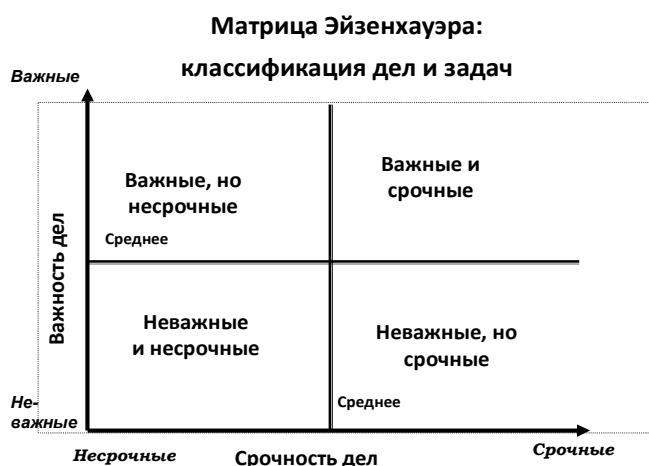 Матрица Эйзенхауэра:
классификация дел и задач
Важные
Важные, но
несрочные
Важные и
срочные
Среднее
Важность дел
Неважные
и несрочные
Неважные, но
срочные
Среднее
Не-
важные
Несрочные
Срочность дел
Срочные